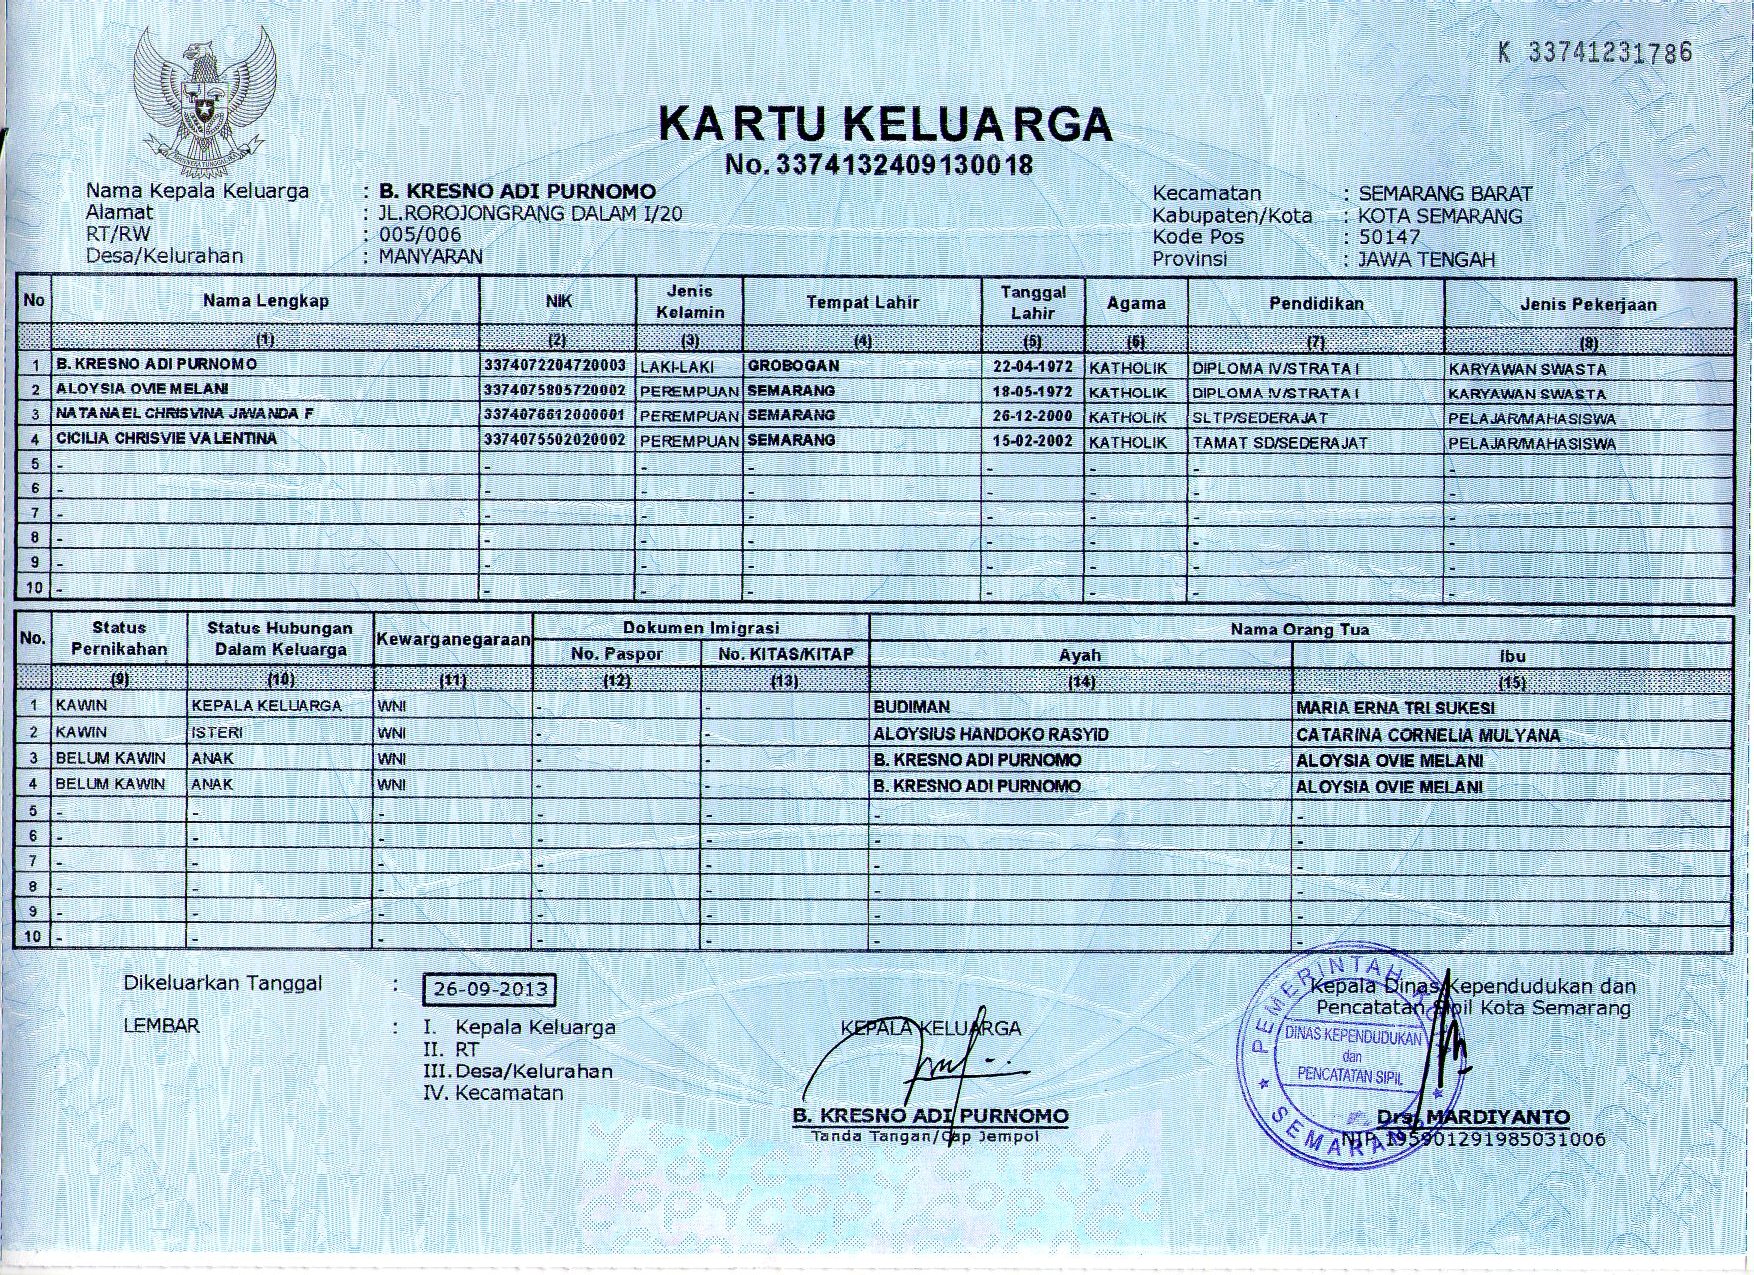 K 33741231786
KARTU KELUARGA
No. 3374132409130018
Nama Kepala Keluarga : B. KRESNO ADI PURNOMO
Alamat : JL.ROROJONGRANG DALAM I/20
RT/RW : 005/006
Desa/Kelurahan : MANYARAN
Kecamatan : SEMARANG BARAT
Kabupaten/Kota : KOTA SEMARANG
Kode Pos : 50147
Provinsi : JAWA TENGAH
No Nama Lengkap NIK Jenis Kelamin Tempat Lahir Tanggal Lahir Agama Pendidikan Jenis Pekerjaan
(1) (2) (3) (4) (5) (6) (7) (8)
1 B. KRESNO ADI PURNOMO 3374072204720003 LAKI-LAKI GROBOGAN 22-04-1972 KATHOLIK DIPLOMA IV/STRATA I KARYAWAN SWASTA
2 ALOYSIA OVIE MELANI 3374075805720002 PEREMPUAN SEMARANG 18-05-1972 KATHOLIK DIPLOMA IV/STRATA I KARYAWAN SWASTA
3 NATANAEL CHRISVINA JIWANDA F 3374076612000001 PEREMPUAN SEMARANG 26-12-2000 KATHOLIK SLTP/SEDERAJAT PELAJAR/MAHASISWA
4 CICILIA CHRISVIE VALENTINA 3374075502020002 PEREMPUAN SEMARANG 15-02-2002 KATHOLIK TAMAT SD/SEDERAJAT PELAJAR/MAHASISWA
5 - - - - - - - -
6 - - - - - - - -
7 - - - - - - - -
8 - - - - - - - -
9 - - - - - - - -
10 - - - - - - - -
No. Status Pernikahan Status Hubungan Dalam Keluarga Kewarganegaraan Dokumen Imigrasi Nama Orang Tua
No. Paspor No. KITAS/KITAP Ayah Ibu
(9) (10) (11) (12) (13) (14) (15)
1 KAWIN KEPALA KELUARGA WNI - - BUDIMAN MARIA ERNA TRI SUKESI
2 KAWIN ISTERI WNI - - ALOYSIUS HANDOKO RASYID CATARINA CORNELIA MULYANA
3 BELUM KAWIN ANAK WNI - - B. KRESNO ADI PURNOMO ALOYSIA OVIE MELANI
4 BELUM KAWIN ANAK WNI - - B. KRESNO ADI PURNOMO ALOYSIA OVIE MELANI
5 - - - - - - -
6 - - - - - - -
7 - - - - - - -
8 - - - - - - -
9 - - - - - - -
10 - - - - - - -
Dikeluarkan Tanggal : 26-09-2013
LEMBAR : I. Kepala Keluarga
II. RT
III. Desa/Kelurahan
IV. Kecamatan
KEPALA KELUARGA
B. KRESNO ADI PURNOMO
Tanda Tangan/Cap Jempol
Kepala Dinas Kependudukan dan
Pencatatan Sipil Kota Semarang
PEMERINTAH
DINAS KEPENDUDUKAN
dan
PENCATATAN SIPIL
SEMARANG
Drs. MARDIYANTO
NIP 195901291985031006